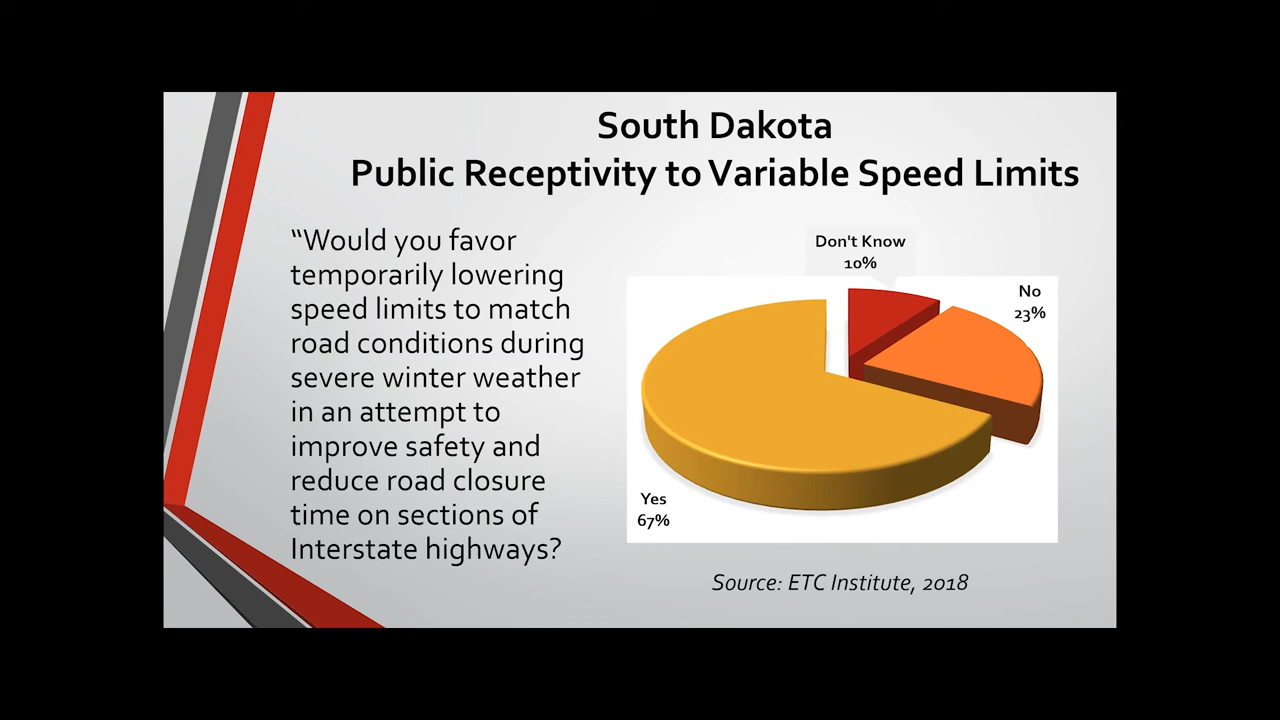 South Dakota
Public Receptivity to Variable Speed Limits
“Would you favor
temporarily lowering
speed limits to match
road conditions during
severe winter weather
in an attempt to
improve safety and
reduce road closure
time on sections of
Interstate highways?
Don't Know
10%
No
23%
Yes
67%
Source: ETC Institute, 2018